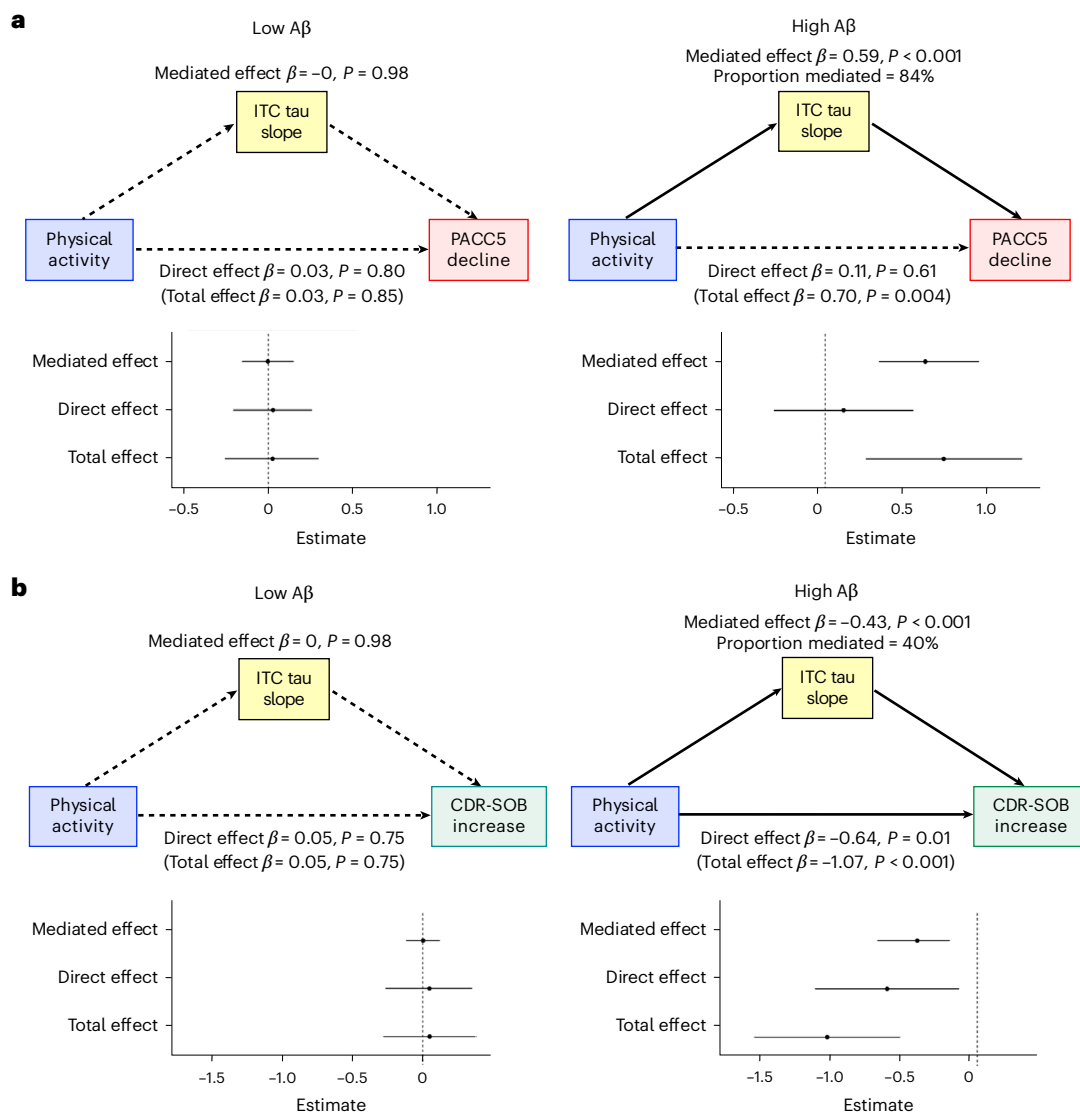 a
Low Aβ
Mediated effect β = –0, P = 0.98
ITC tau
slope
Physical
activity
PACC5
decline
Direct effect β = 0.03, P = 0.80
(Total effect β = 0.03, P = 0.85)
Mediated effect
Direct effect
Total effect
–0.5 0 0.5 1.0
Estimate
High Aβ
Mediated effect β = 0.59, P < 0.001
Proportion mediated = 84%
ITC tau
slope
Physical
activity
PACC5
decline
Direct effect β = 0.11, P = 0.61
(Total effect β = 0.70, P = 0.004)
Mediated effect
Direct effect
Total effect
–0.5 0 0.5 1.0
Estimate
b
Low Aβ
Mediated effect β = 0, P = 0.98
ITC tau
slope
Physical
activity
CDR-SOB
increase
Direct effect β = 0.05, P = 0.75
(Total effect β = 0.05, P = 0.75)
Mediated effect
Direct effect
Total effect
–1.5 –1.0 –0.5 0
Estimate
High Aβ
Mediated effect β = –0.43, P < 0.001
Proportion mediated = 40%
ITC tau
slope
Physical
activity
CDR-SOB
increase
Direct effect β = –0.64, P = 0.01
(Total effect β = –1.07, P < 0.001)
Mediated effect
Direct effect
Total effect
–1.5 –1.0 –0.5 0
Estimate